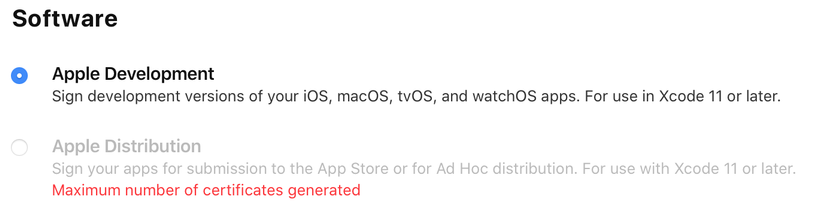 Software
Apple Development
Sign development versions of your iOS, macOS, tvOS, and watchOS apps. For use in Xcode 11 or later.
Apple Distribution
Sign your apps for submission to the App Store or for Ad Hoc distribution. For use with Xcode 11 or later.
Maximum number of certificates generated